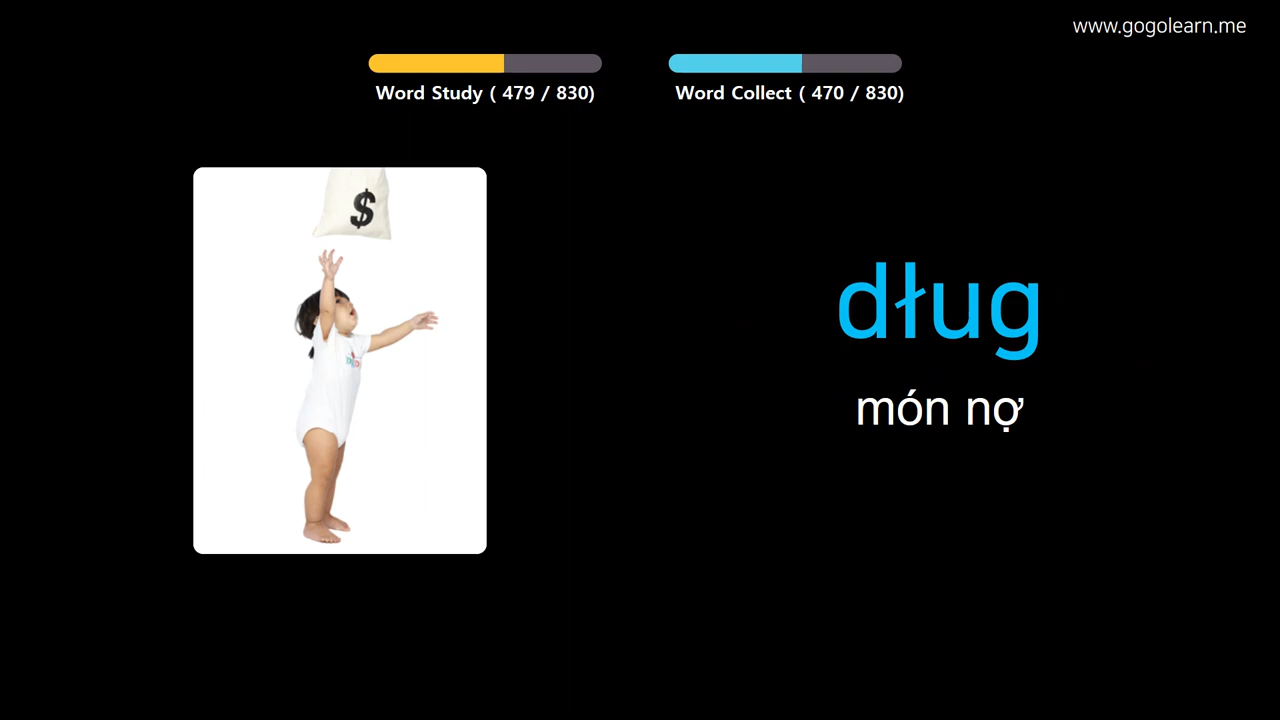 www.gogolearn.me
Word Study ( 479 / 830)
Word Collect ( 470 / 830)
$
dług
món nợ